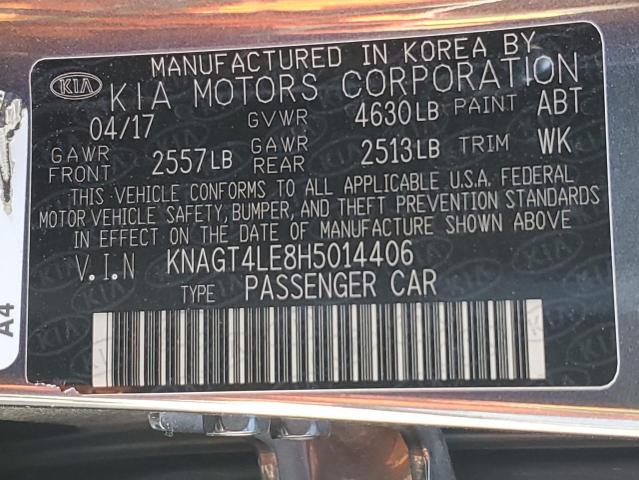 MANUFACTURED IN KOREA BY
KIA KIA MOTORS CORPORATION
04/17 GVWR 4630LB PAINT ABT
GAWR FRONT 2557LB GAWR REAR 2513LB TRIM WK
THIS VEHICLE CONFORMS TO ALL APPLICABLE U.S.A. FEDERAL
MOTOR VEHICLE SAFETY, BUMPER, AND THEFT PREVENTION STANDARDS
IN EFFECT ON THE DATE OF MANUFACTURE SHOWN ABOVE
V.I.N KNAGT4LE8H5014406
TYPE PASSENGER CAR
A4